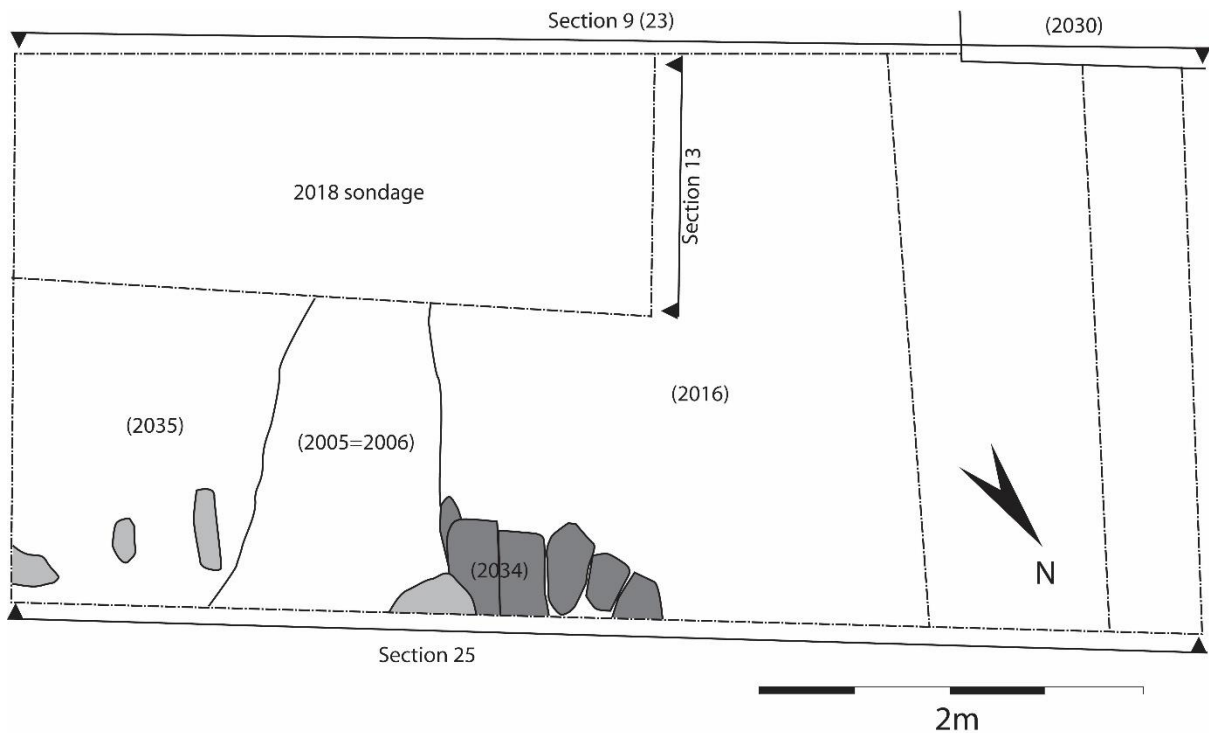 Section 9 (23)
(2030)
Section 13
2018 sondage
(2016)
(2035)
(2005=2006)
(2034)
N
Section 25
2m